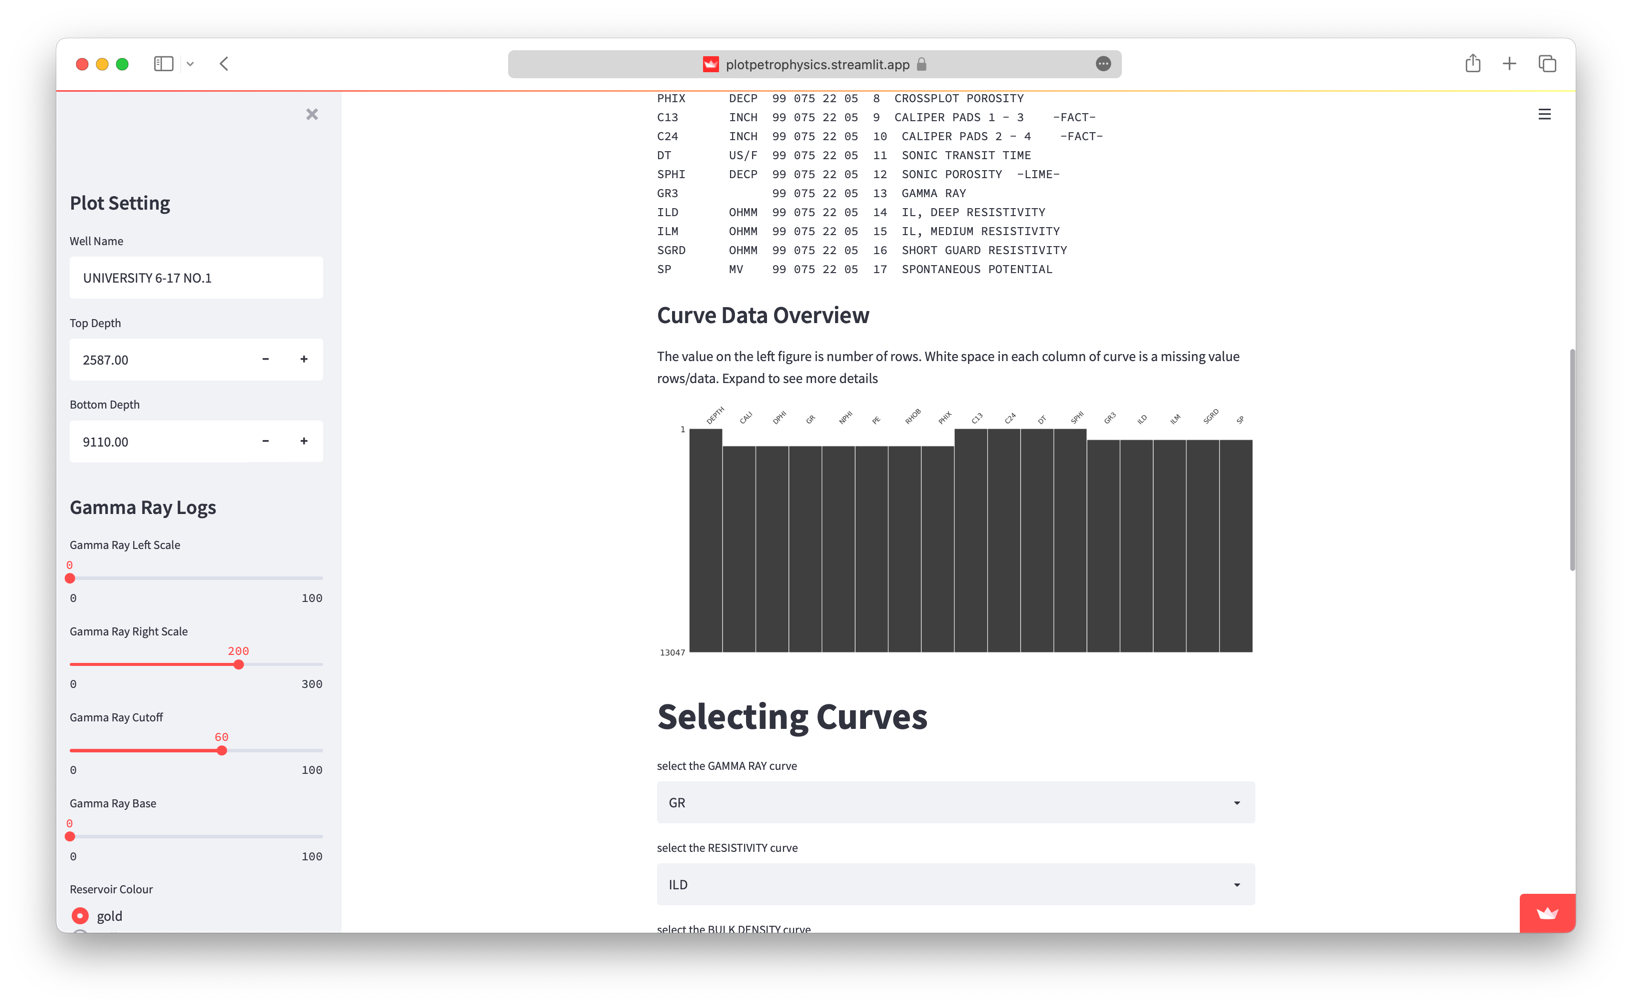 plotpetrophysics.streamlit.app
Plot Setting
Well Name
UNIVERSITY 6-17 NO.1
Top Depth
2587.00 - +
Bottom Depth
9110.00 - +
Gamma Ray Logs
Gamma Ray Left Scale
0
0 100
Gamma Ray Right Scale
200
0 300
Gamma Ray Cutoff
60
0 100
Gamma Ray Base
0
0 100
Reservoir Colour
gold
PHIX DECP 99 075 22 05 8 CROSSPLOT POROSITY
C13 INCH 99 075 22 05 9 CALIPER PADS 1 - 3 -FACT-
C24 INCH 99 075 22 05 10 CALIPER PADS 2 - 4 -FACT-
DT US/F 99 075 22 05 11 SONIC TRANSIT TIME
SPHI DECP 99 075 22 05 12 SONIC POROSITY -LIME-
GR3 99 075 22 05 13 GAMMA RAY
ILD OHMM 99 075 22 05 14 IL, DEEP RESISTIVITY
ILM OHMM 99 075 22 05 15 IL, MEDIUM RESISTIVITY
SGRD OHMM 99 075 22 05 16 SHORT GUARD RESISTIVITY
SP MV 99 075 22 05 17 SPONTANEOUS POTENTIAL
Curve Data Overview
The value on the left figure is number of rows. White space in each column of curve is a missing value
rows/data. Expand to see more details
DEPTH CALI DPHI GR NPHI PE RHOB PHIX C13 C24 DT SPHI GR3 ILD ILM SGRD SP
1
13047
Selecting Curves
select the GAMMA RAY curve
GR
select the RESISTIVITY curve
ILD
select the BULK DENSITY curve